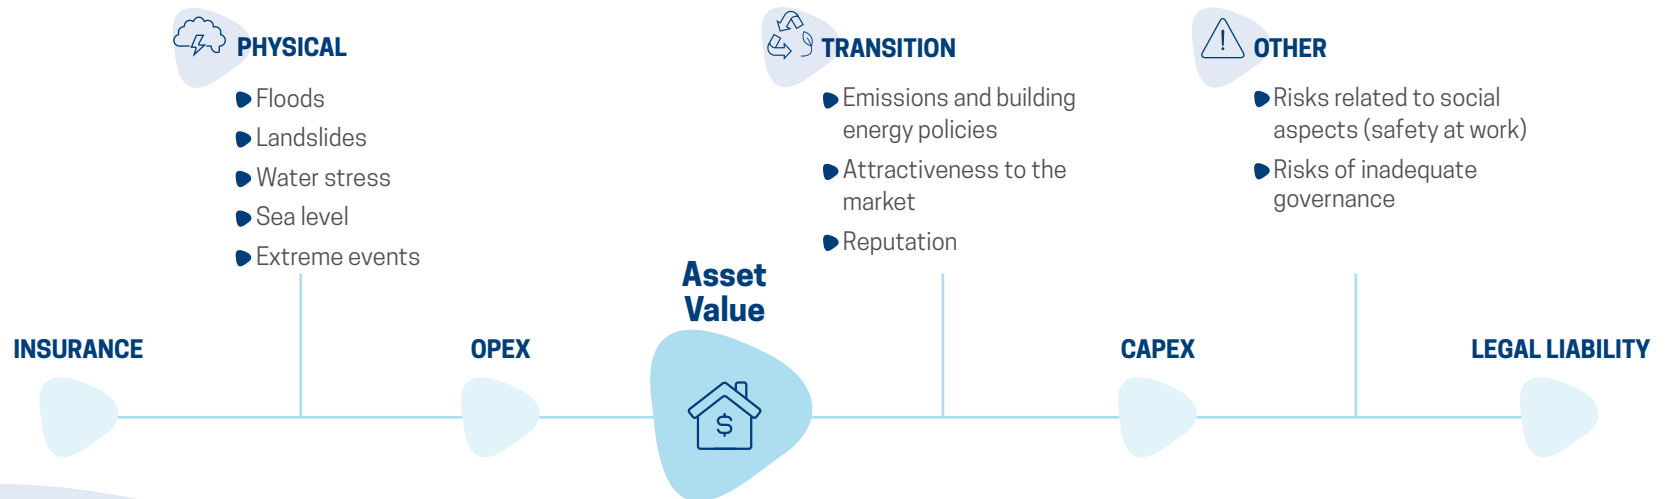 PHYSICAL
Floods
Landslides
Water stress
Sea level
Extreme events
TRANSITION
Emissions and building
energy policies
Attractiveness to the
market
Reputation
OTHER
Risks related to social
aspects (safety at work)
Risks of inadequate
governance
INSURANCE
OPEX
Asset
Value
$
CAPEX
LEGAL LIABILITY